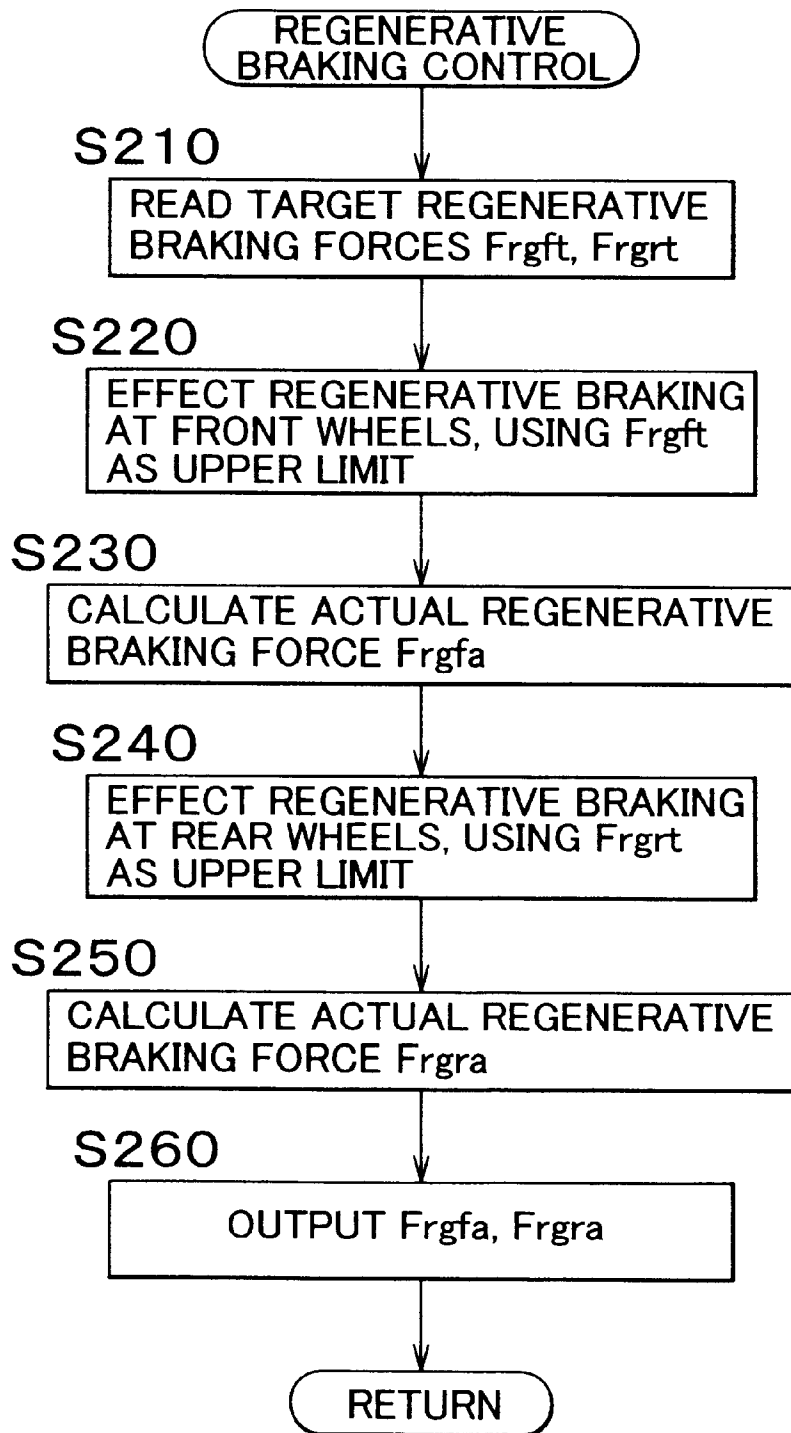 REGENERATIVE
BRAKING CONTROL
S210
READ TARGET REGENERATIVE
BRAKING FORCES Frgft, Frgrt
S220
EFFECT REGENERATIVE BRAKING
AT FRONT WHEELS, USING Frgft
AS UPPER LIMIT
S230
CALCULATE ACTUAL REGENERATIVE
BRAKING FORCE Frgfa
S240
EFFECT REGENERATIVE BRAKING
AT REAR WHEELS, USING Frgrt
AS UPPER LIMIT
S250
CALCULATE ACTUAL REGENERATIVE
BRAKING FORCE Frgra
S260
OUTPUT Frgfa, Frgra
RETURN